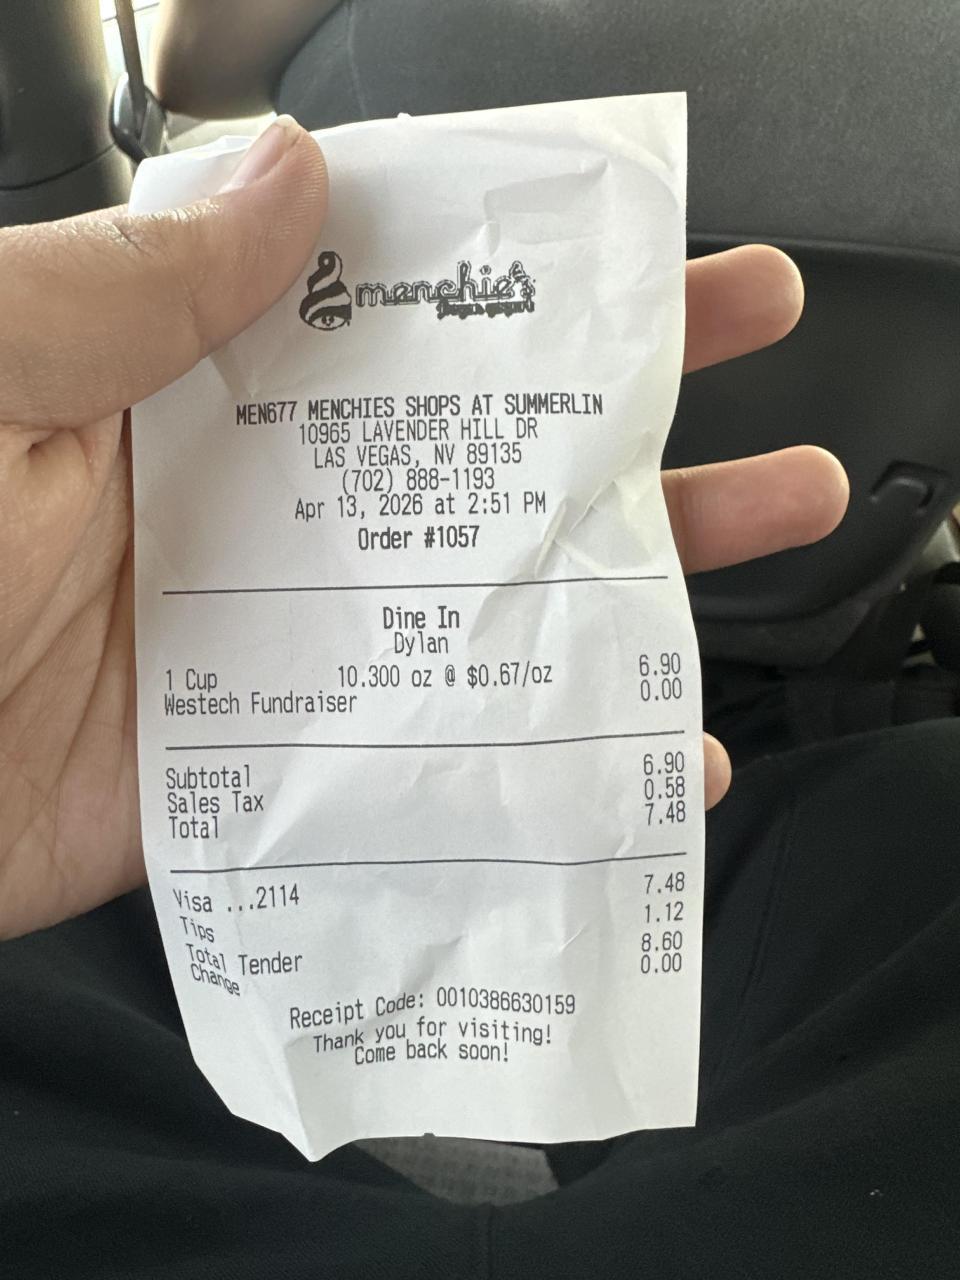 menchie's
MEN677 MENCHIES SHOPS AT SUMMERLIN
10965 LAVENDER HILL DR
LAS VEGAS, NV 89135
(702) 888-1193
Apr 13, 2026 at 2:51 PM
Order #1057
Dine In
Dylan
1 Cup 10.300 oz @ $0.67/oz 6.90
Westech Fundraiser 0.00
Subtotal 6.90
Sales Tax 0.58
Total 7.48
Visa ...2114 7.48
Tips 1.12
Total Tender 8.60
Change 0.00
Receipt Code: 0010386630159
Thank you for visiting!
Come back soon!